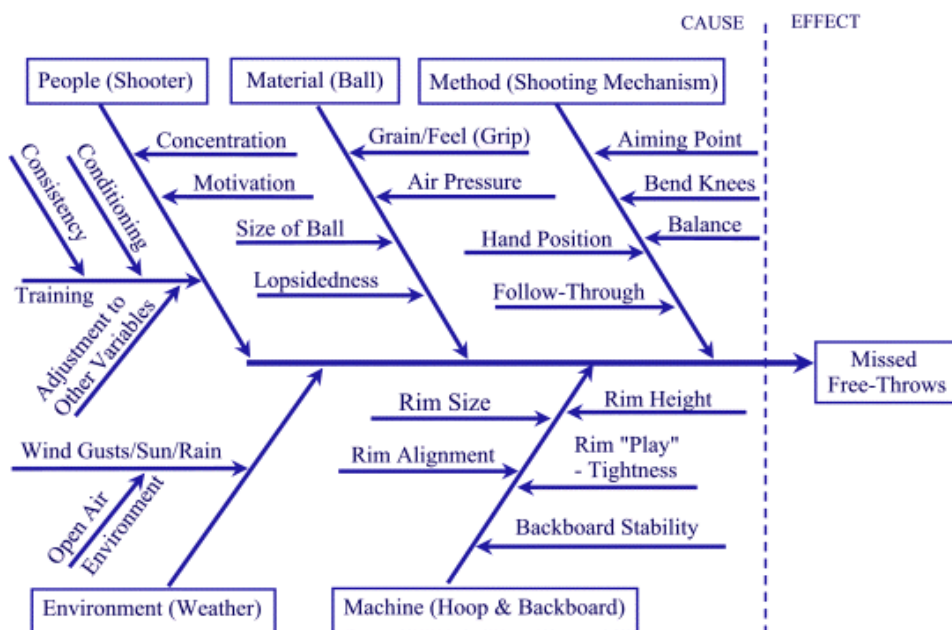 CAUSE
EFFECT
People (Shooter)
Material (Ball)
Method (Shooting Mechanism)
Concentration
Motivation
Consistency
Conditioning
Training
Adjustment to
Other Variables
Grain/Feel (Grip)
Air Pressure
Size of Ball
Lopsidedness
Aiming Point
Bend Knees
Balance
Hand Position
Follow-Through
Missed
Free-Throws
Wind Gusts/Sun/Rain
Open Air
Environment
Rim Size
Rim Height
Rim Alignment
Rim "Play"
- Tightness
Backboard Stability
Environment (Weather)
Machine (Hoop & Backboard)